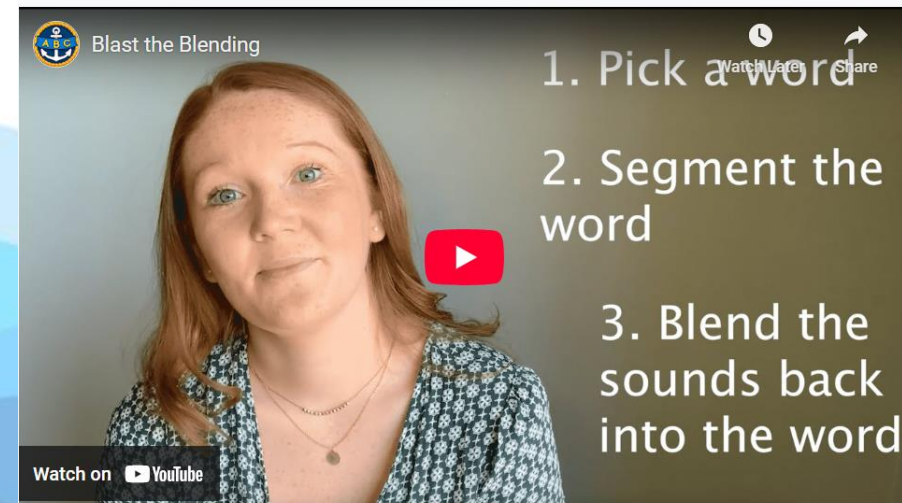 ABC
Blast the Blending
Watch Later
Share
1. Pick a word
2. Segment the
word
3. Blend the
sounds back
into the word
Watch on YouTube